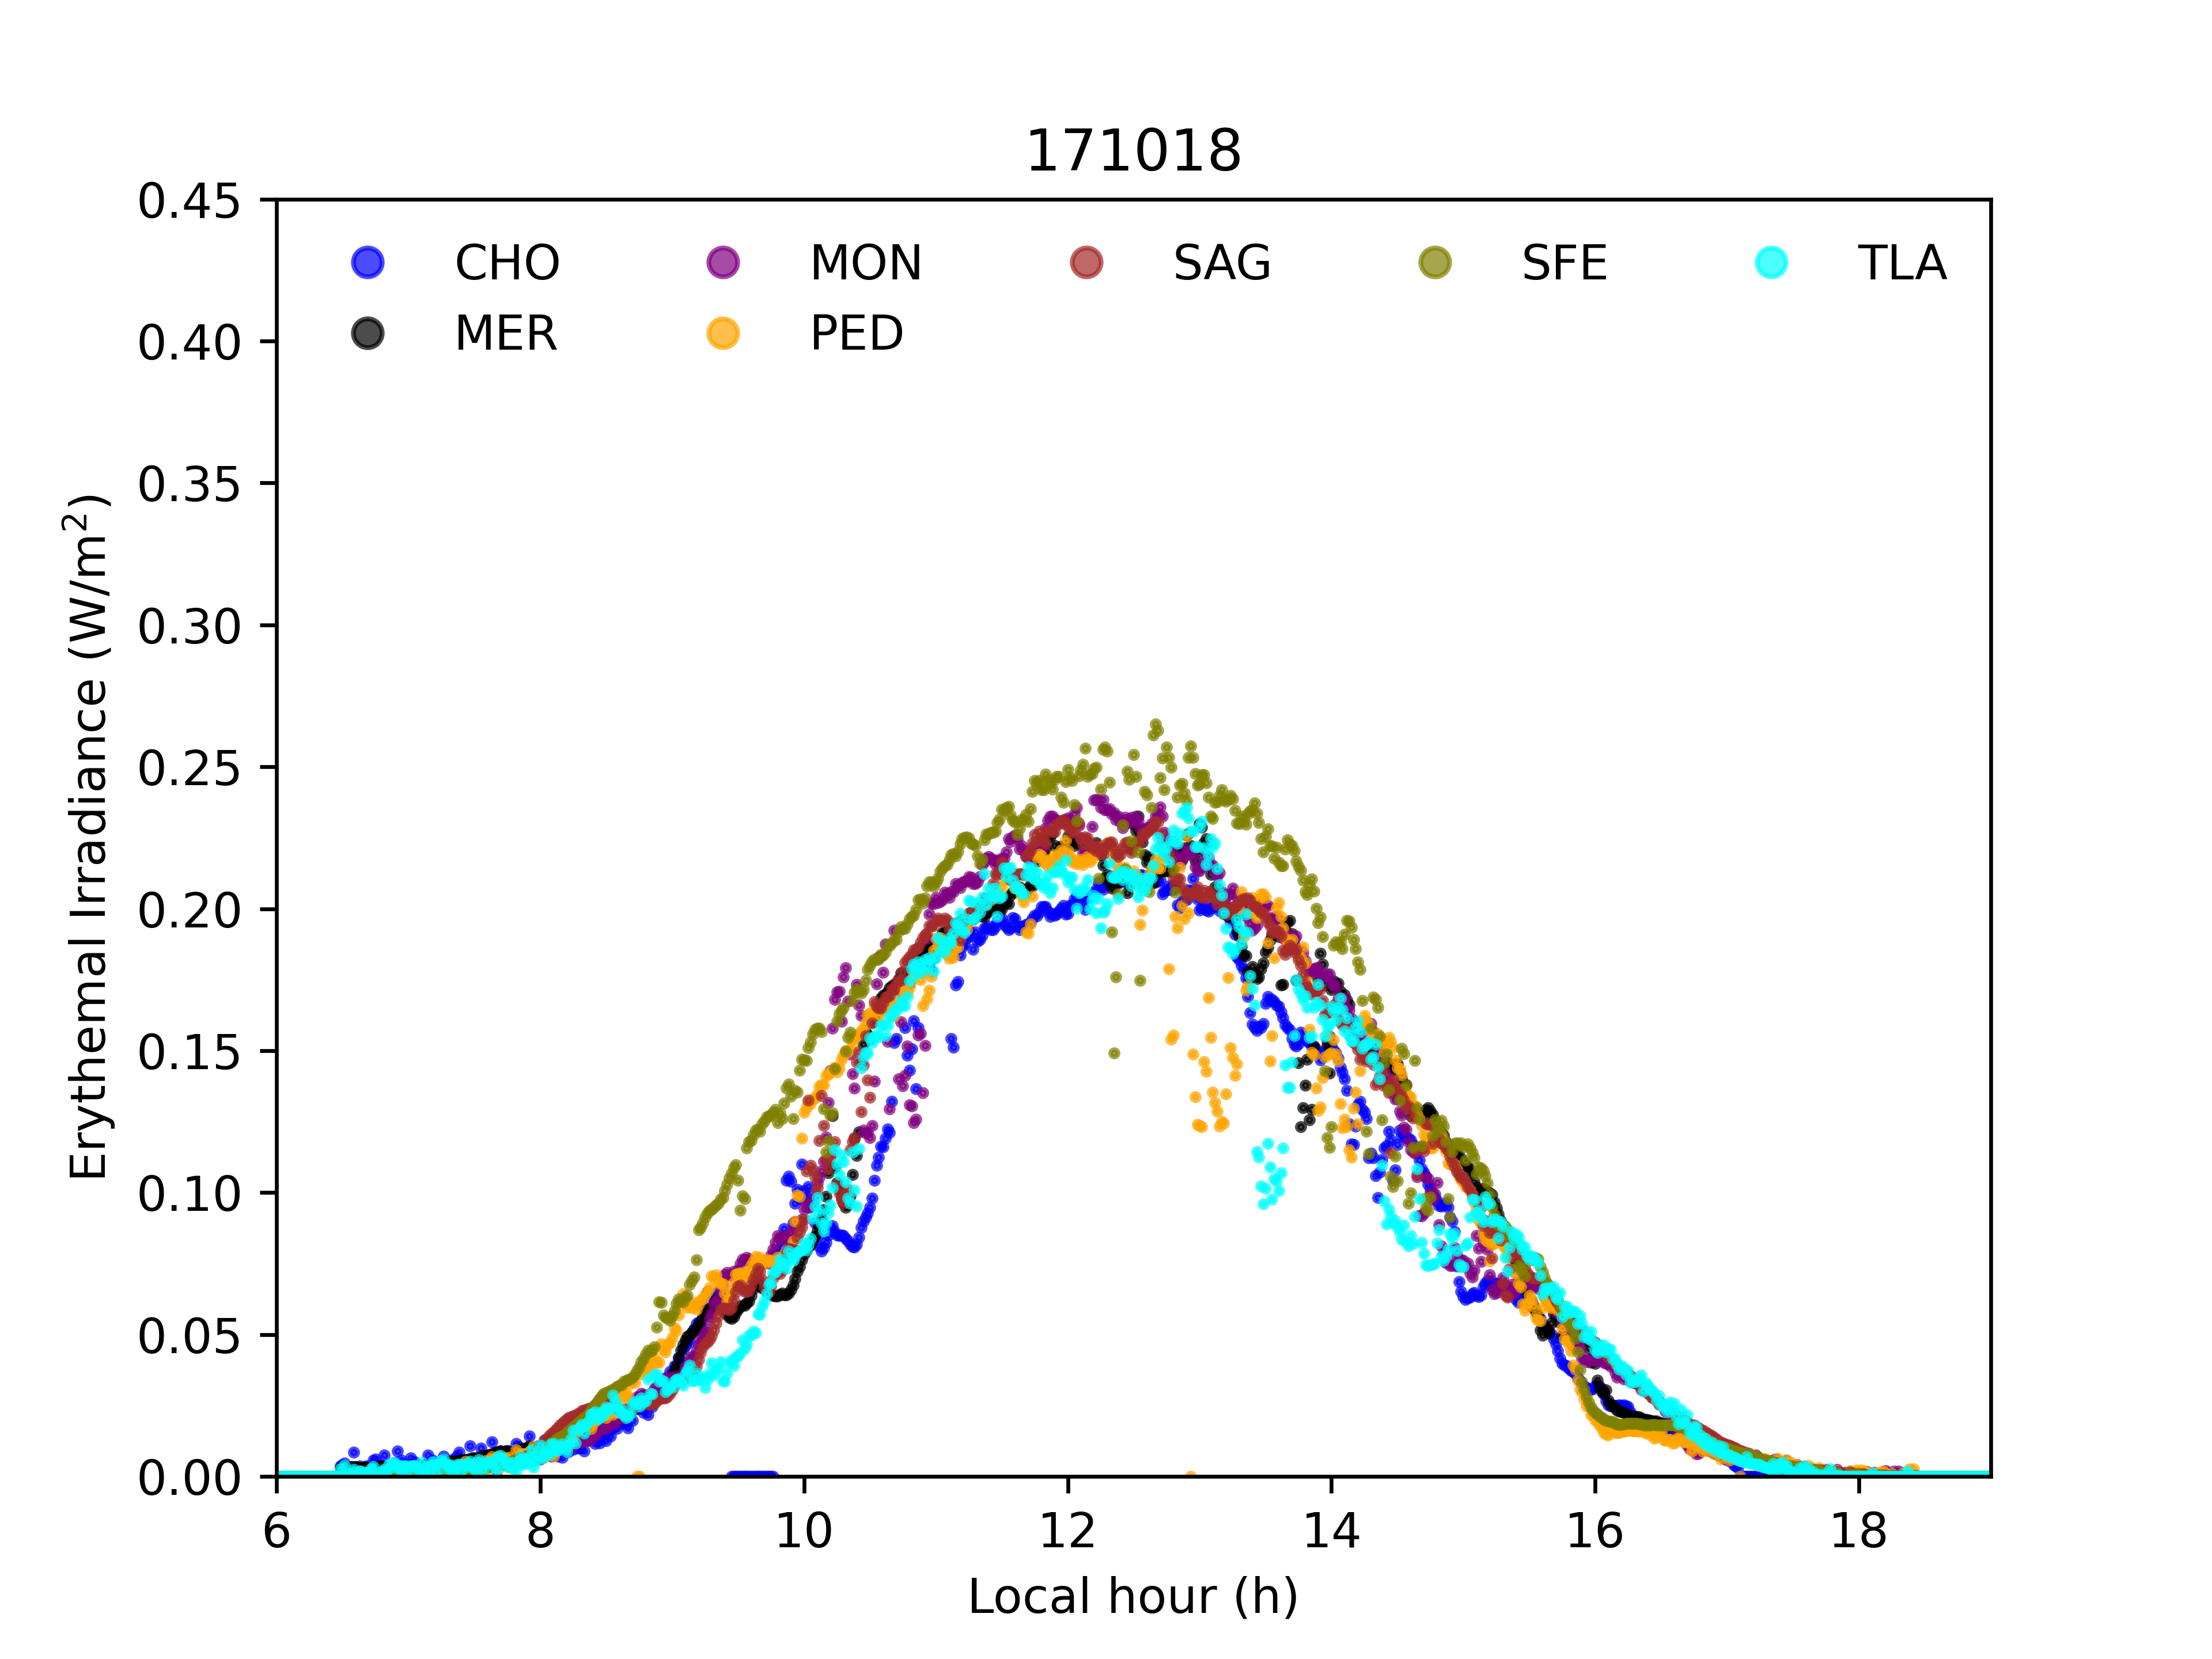 171018
0.45
0.40
0.35
0.30
0.25
0.20
0.15
0.10
0.05
0.00
Erythemal Irradiance (W/m²)
CHO MON SAG SFE TLA
MER PED
6 8 10 12 14 16 18
Local hour (h)